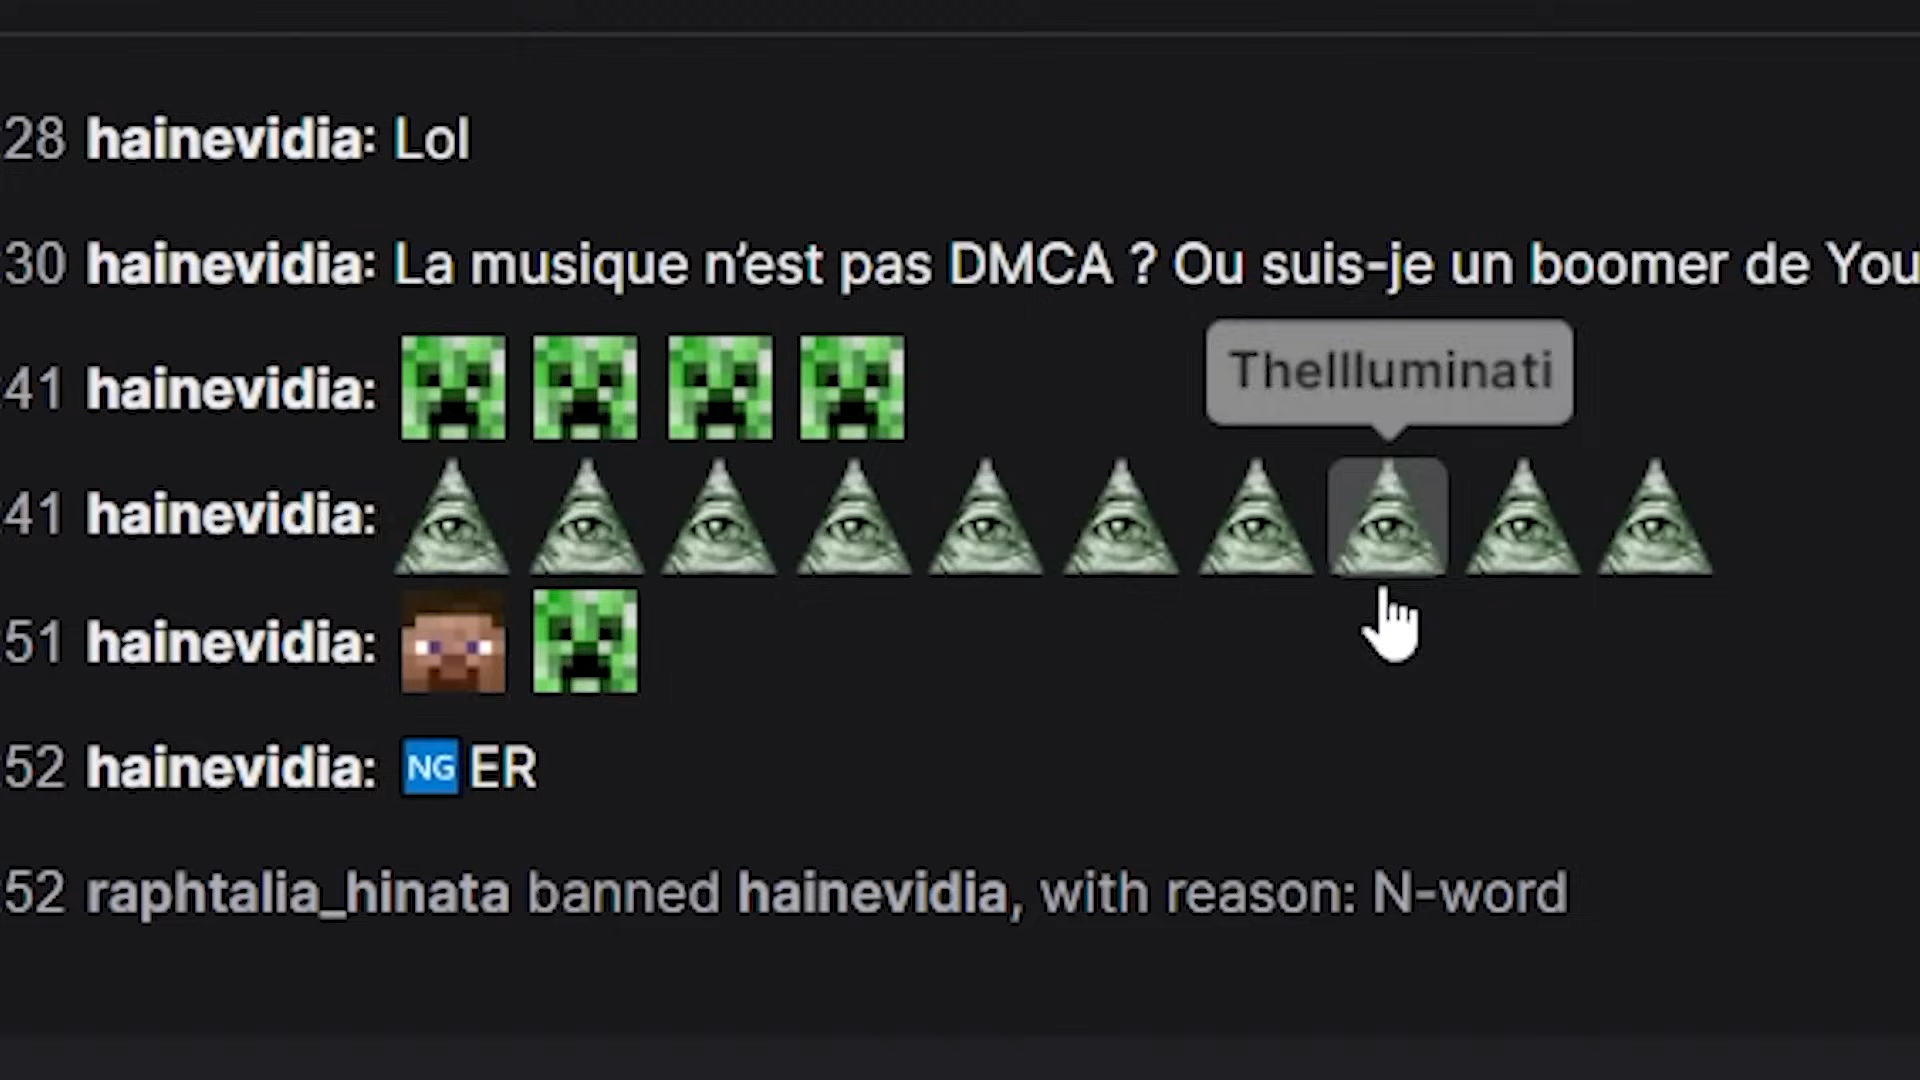 28 hainevidia: Lol
30 hainevidia: La musique n'est pas DMCA ? Ou suis-je un boomer de You
41 hainevidia:
TheIlluminati
41 hainevidia:
51 hainevidia:
52 hainevidia: 🆖ER
52 raphtalia_hinata banned hainevidia, with reason: N-word